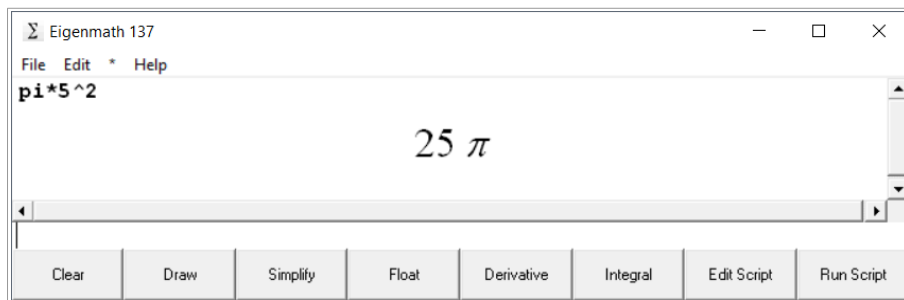 Σ Eigenmath 137
File Edit * Help
pi*5^2
25 π
Clear Draw Simplify Float Derivative Integral Edit Script Run Script